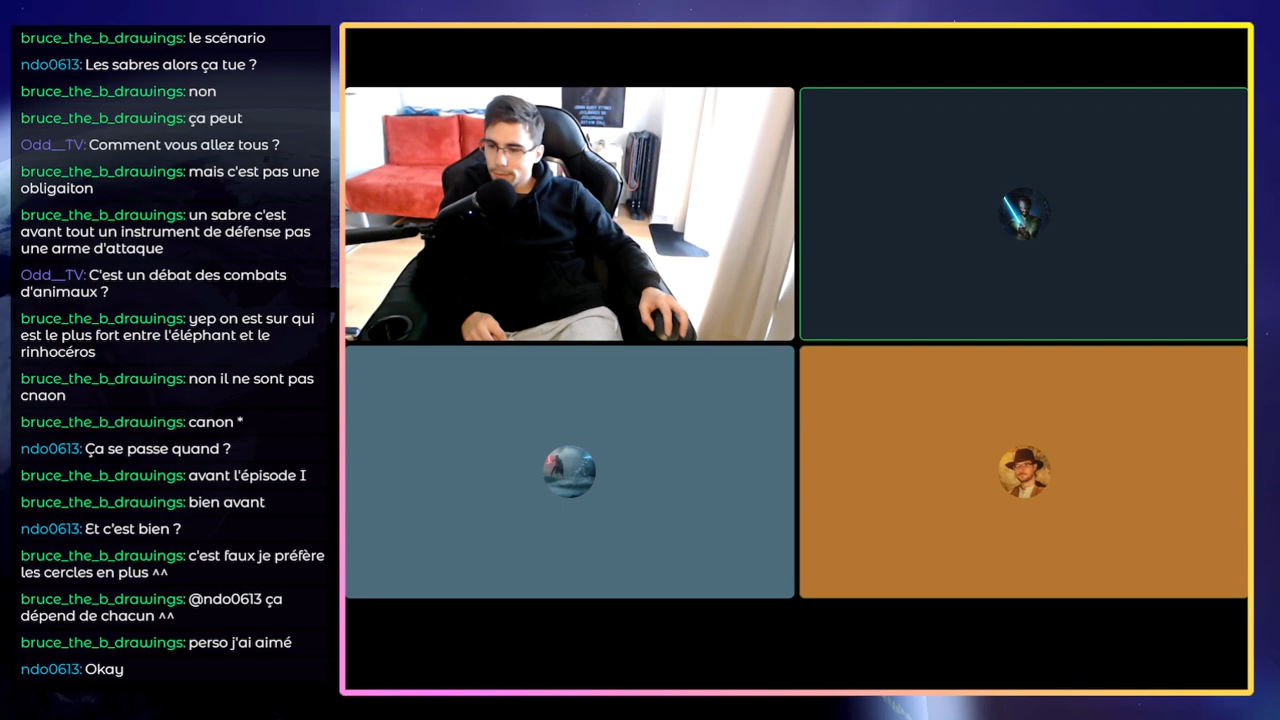 bruce_the_b_drawings: le scénario
ndo0613: Les sabres alors ça tue ?
bruce_the_b_drawings: non
bruce_the_b_drawings: ça peut
Odd__TV: Comment vous allez tous ?
bruce_the_b_drawings: mais c'est pas une
obligaiton
bruce_the_b_drawings: un sabre c'est
avant tout un instrument de défense pas
une arme d'attaque
Odd__TV: C'est un débat des combats
d'animaux ?
bruce_the_b_drawings: yep on est sur qui
est le plus fort entre l'éléphant et le
rinhocéros
bruce_the_b_drawings: non il ne sont pas
cnaon
bruce_the_b_drawings: canon *
ndo0613: Ça se passe quand ?
bruce_the_b_drawings: avant l'épisode I
bruce_the_b_drawings: bien avant
ndo0613: Et c'est bien ?
bruce_the_b_drawings: c'est faux je préfère
les cercles en plus ^^
bruce_the_b_drawings: @ndo0613 ça
dépend de chacun ^^
bruce_the_b_drawings: perso j'ai aimé
ndo0613: Okay